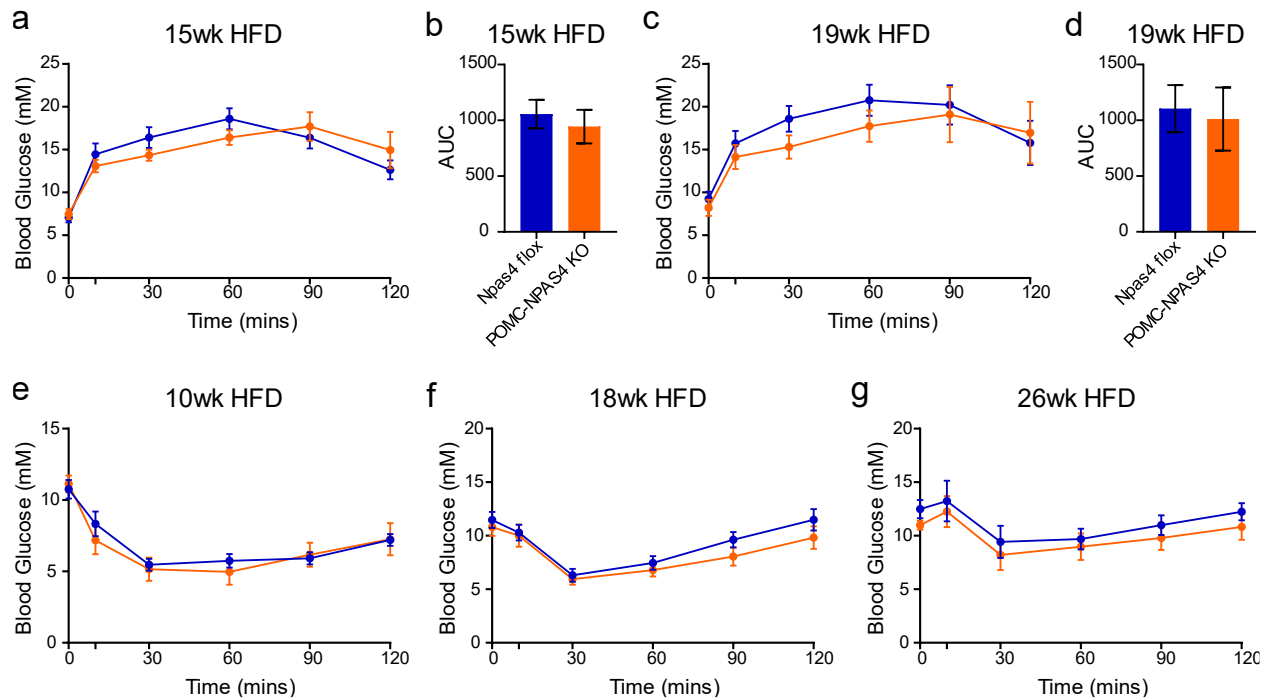 a
15wk HFD
Blood Glucose (mM)
25
20
15
10
5
0
0 30 60 90 120
Time (mins)
b
15wk HFD
AUC
1500
1000
500
0
Npas4 flox
POMC-NPAS4 KO
c
19wk HFD
Blood Glucose (mM)
25
20
15
10
5
0
0 30 60 90 120
Time (mins)
d
19wk HFD
AUC
1500
1000
500
0
Npas4 flox
POMC-NPAS4 KO
e
10wk HFD
Blood Glucose (mM)
15
10
5
0
0 30 60 90 120
Time (mins)
f
18wk HFD
Blood Glucose (mM)
20
15
10
5
0
0 30 60 90 120
Time (mins)
g
26wk HFD
Blood Glucose (mM)
20
15
10
5
0
0 30 60 90 120
Time (mins)